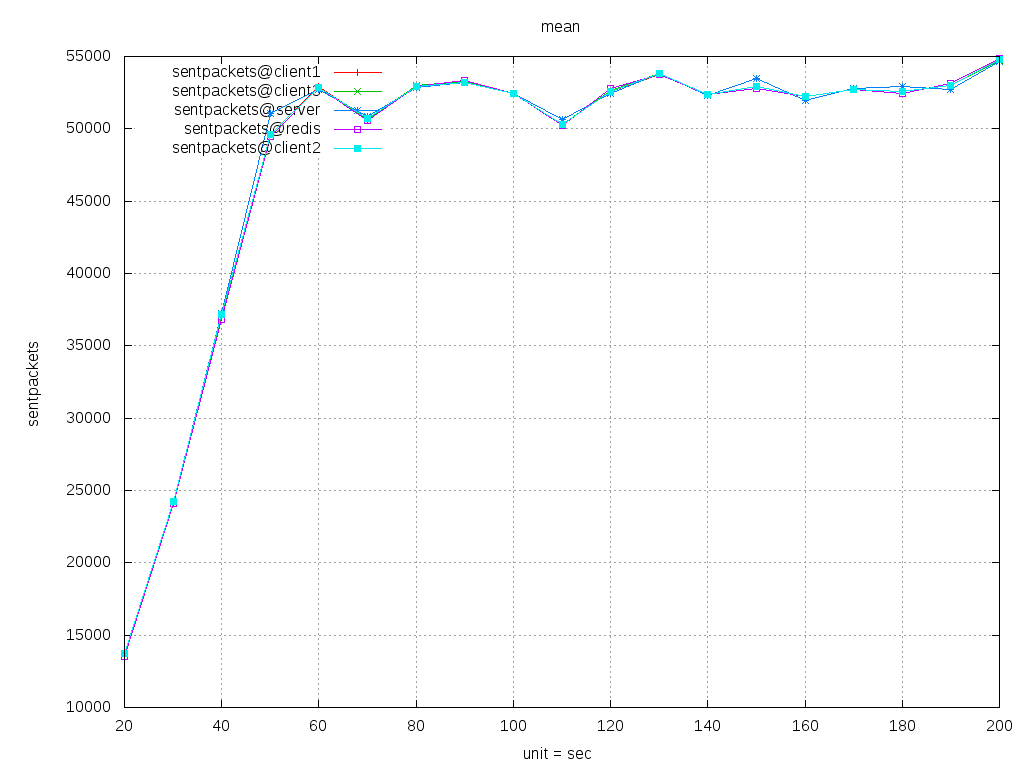 mean
55000
50000
45000
40000
35000
30000
25000
20000
15000
10000
sentpackets
sentpackets@client1
sentpackets@client3
sentpackets@server
sentpackets@redis
sentpackets@client2
20 40 60 80 100 120 140 160 180 200
unit = sec